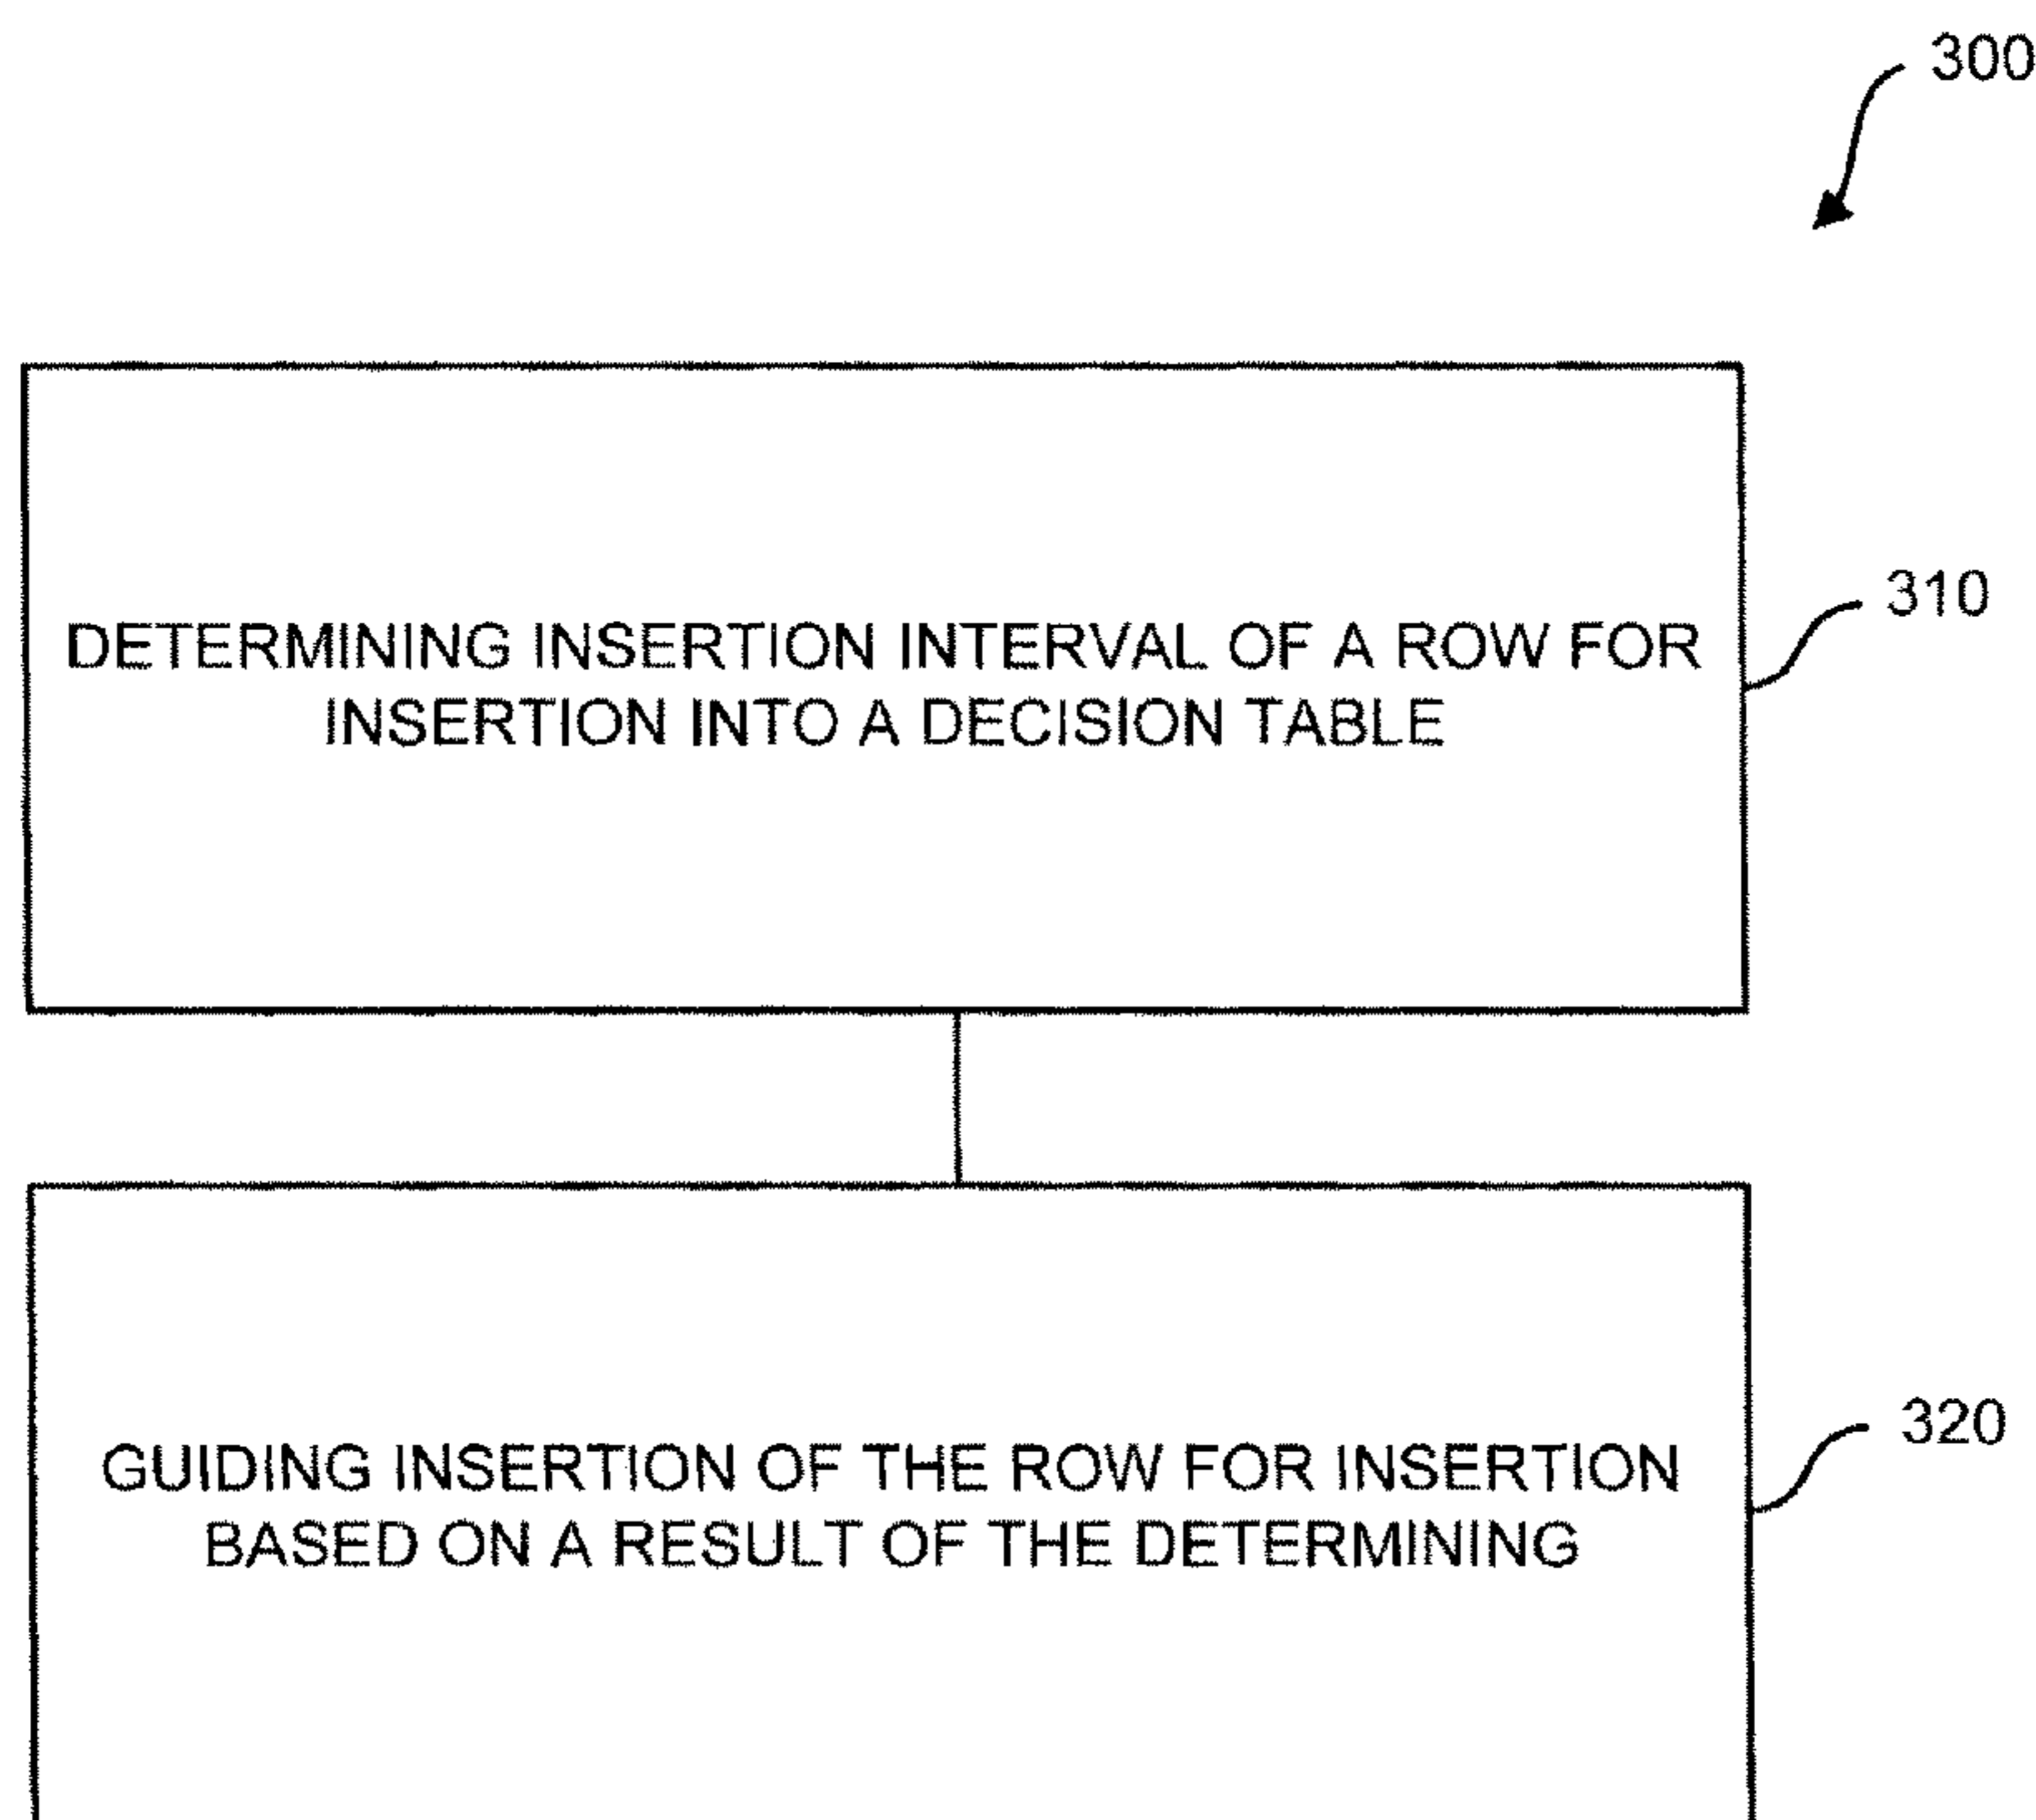 300
DETERMINING INSERTION INTERVAL OF A ROW FOR
INSERTION INTO A DECISION TABLE
310
GUIDING INSERTION OF THE ROW FOR INSERTION
BASED ON A RESULT OF THE DETERMINING
320